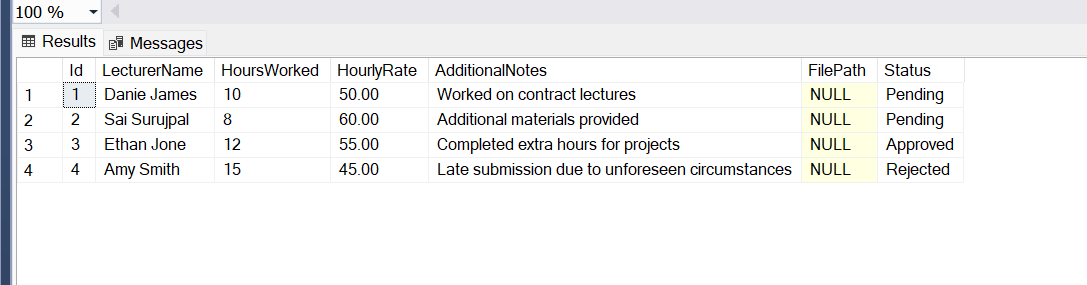 100 %
Results Messages
Id LecturerName HoursWorked HourlyRate AdditionalNotes FilePath Status
1 1 Danie James 10 50.00 Worked on contract lectures NULL Pending
2 2 Sai Surujpal 8 60.00 Additional materials provided NULL Pending
3 3 Ethan Jone 12 55.00 Completed extra hours for projects NULL Approved
4 4 Amy Smith 15 45.00 Late submission due to unforeseen circumstances NULL Rejected